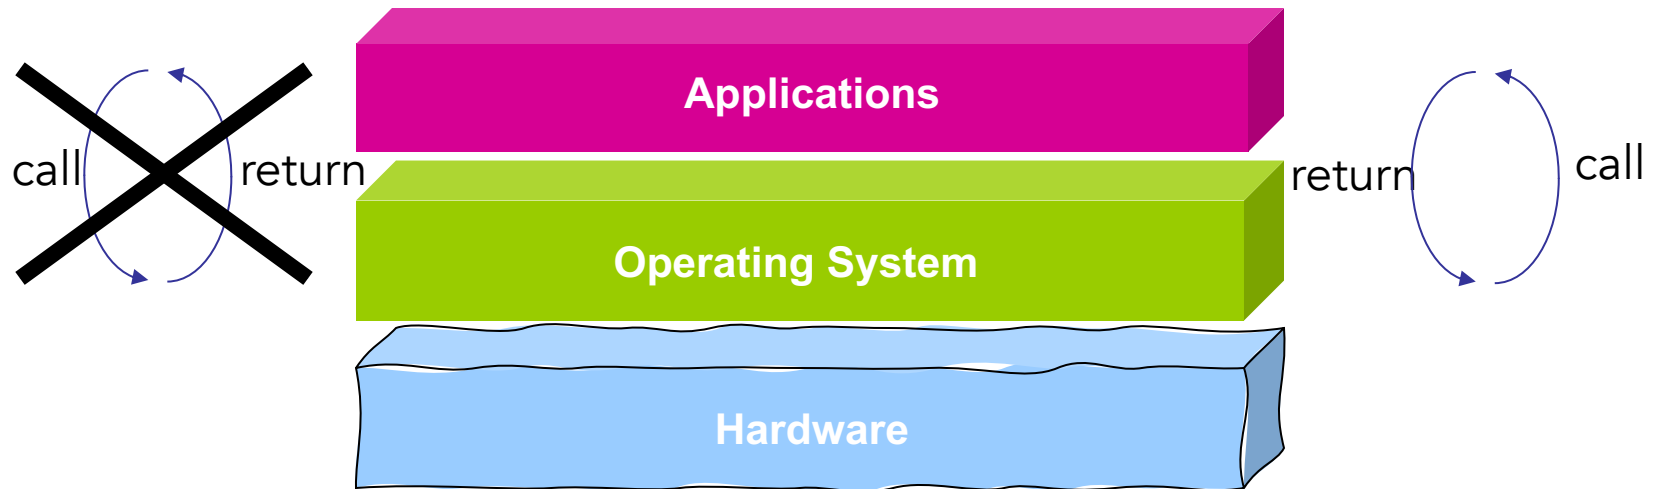 Applications
call
return
return
call
Operating System
Hardware